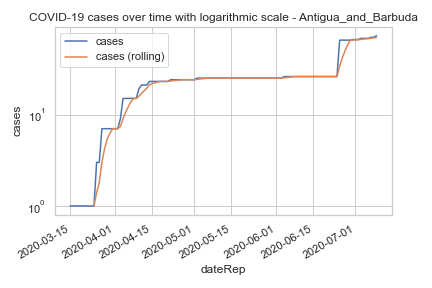 COVID-19 cases over time with logarithmic scale - Antigua_and_Barbuda
cases
cases (rolling)
cases
10¹
10⁰
2020-03-15
2020-04-01
2020-04-15
2020-05-01
2020-05-15
2020-06-01
2020-06-15
2020-07-01
dateRep